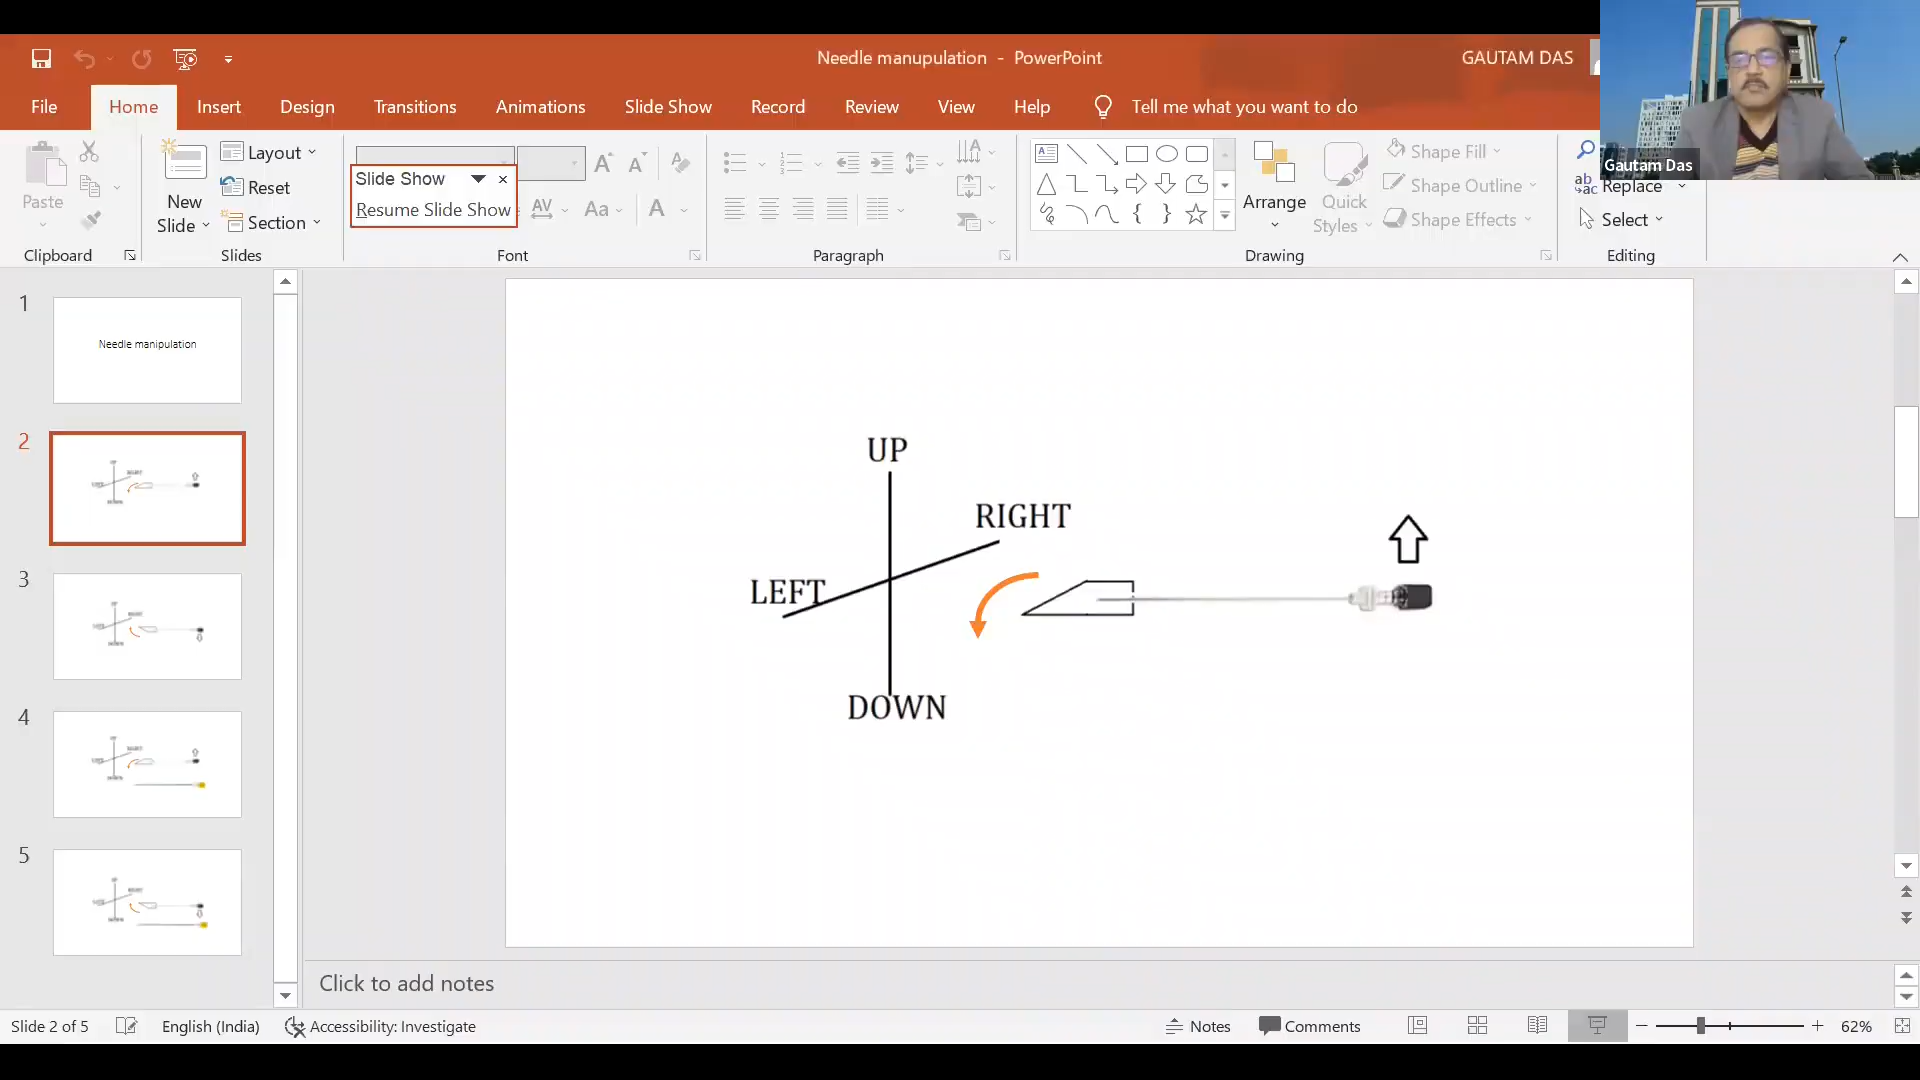 Needle manupulation - PowerPoint
GAUTAM DAS
File Home Insert Design Transitions Animations Slide Show Record Review View Help Tell me what you want to do
Gautam Das
Paste
Clipboard
New
Slide
Layout
Reset
Section
Slides
Slide Show
Resume Slide Show
Font
Paragraph
Arrange
Quick
Styles
Shape Fill
Shape Outline
Shape Effects
Drawing
Replace
Select
Editing
1
Needle manipulation
2
3
4
5
UP
RIGHT
LEFT
DOWN
Click to add notes
Slide 2 of 5
English (India)
Accessibility: Investigate
Notes
Comments
62%